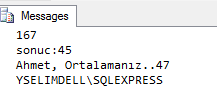 Messages
167
sonuc:45
Ahmet, Ortalamanız..47
YSELIMDELL\SQLEXPRESS